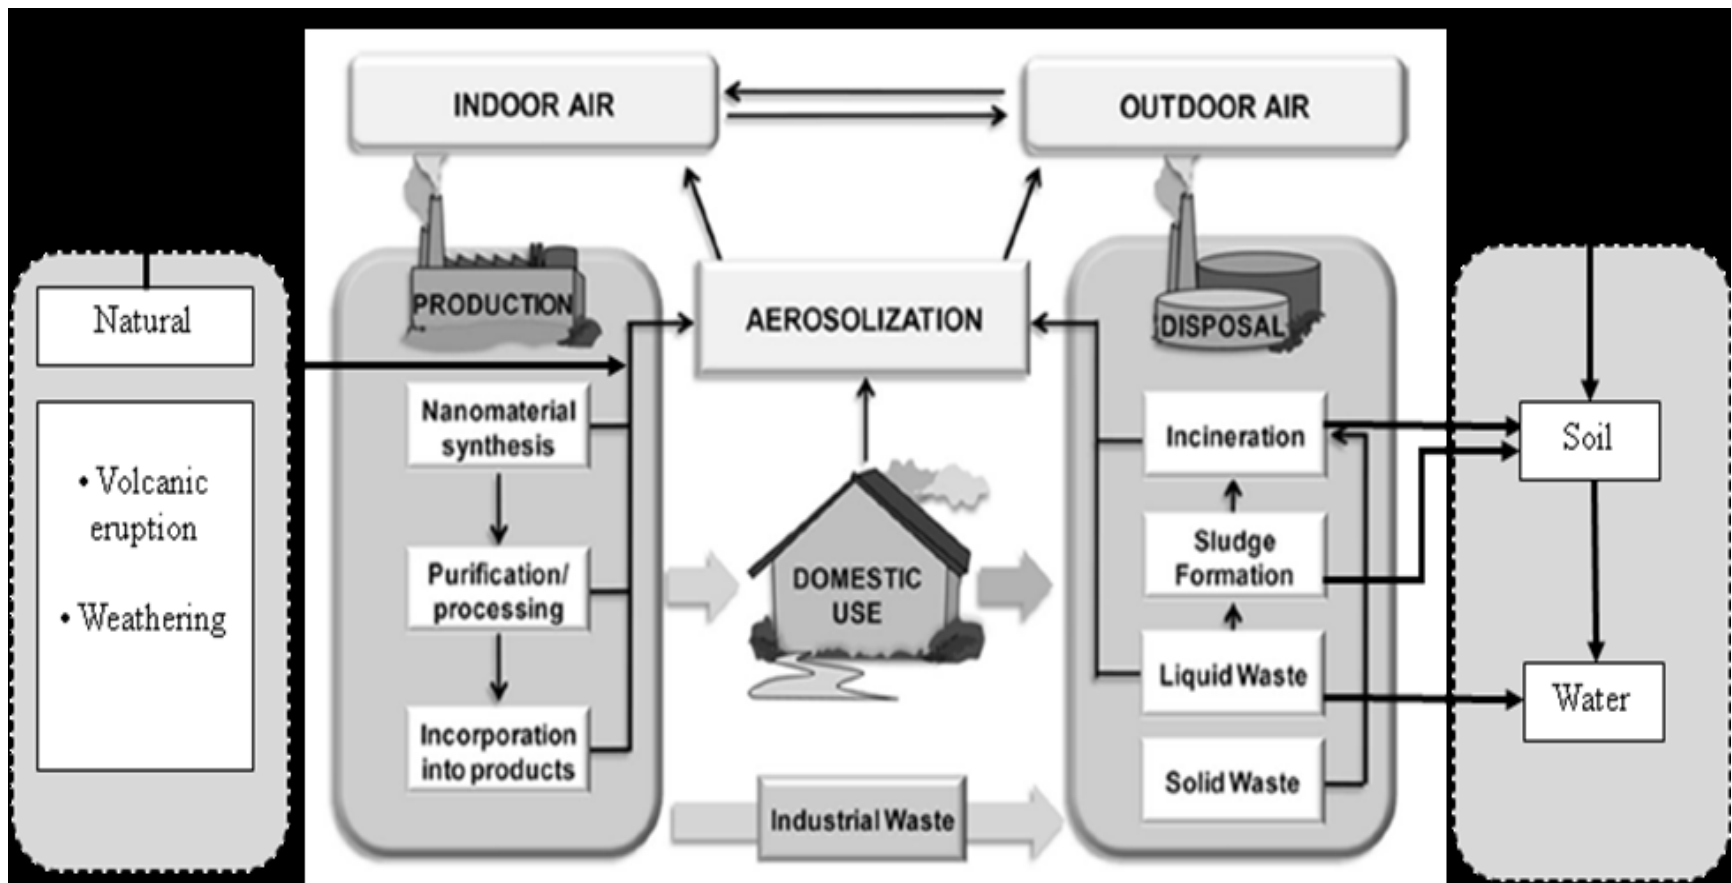 INDOOR AIR
OUTDOOR AIR
Natural
• Volcanic
eruption
• Weathering
PRODUCTION
Nanomaterial
synthesis
Purification/
processing
Incorporation
into products
AEROSOLIZATION
DOMESTIC
USE
Industrial Waste
DISPOSAL
Incineration
Sludge
Formation
Liquid Waste
Solid Waste
Soil
Water